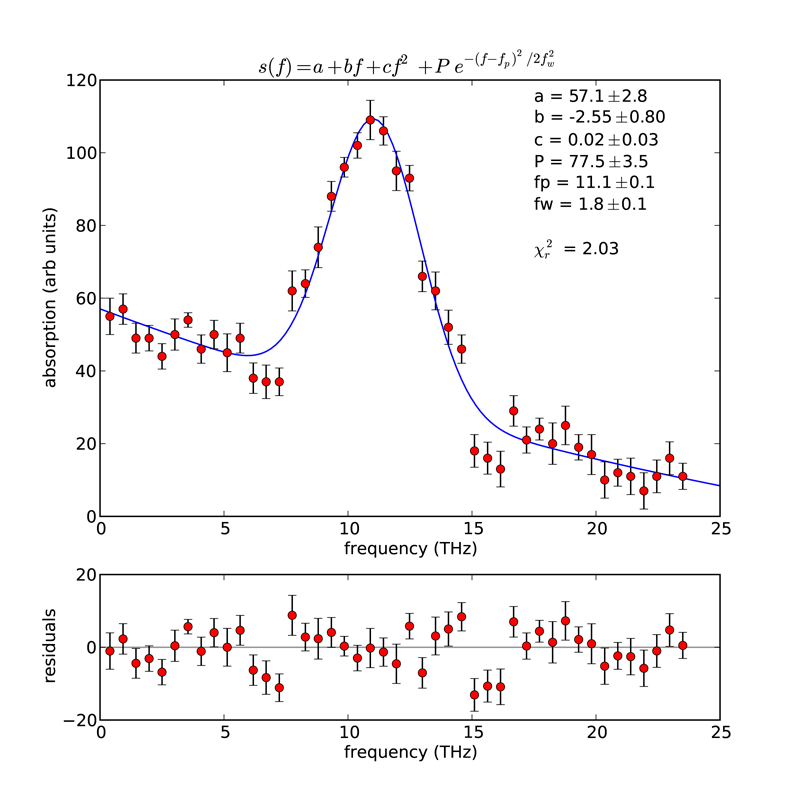 s(f)=a+bf+cf² +P e^{−(f−f_p)²/2f_w²}
120
100
80
60
40
20
0
absorption (arb units)
a = 57.1±2.8
b = -2.55±0.80
c = 0.02±0.03
P = 77.5±3.5
fp = 11.1±0.1
fw = 1.8±0.1
χ_r² = 2.03
0 5 10 15 20 25
frequency (THz)
20
0
−20
residuals
0 5 10 15 20 25
frequency (THz)